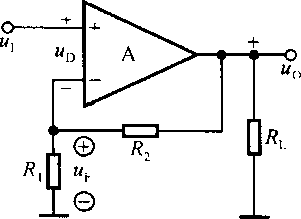 + +
u_I u_D A + u_O
− −
R_2 R_L
R_1 ⊕ u_F
⊖